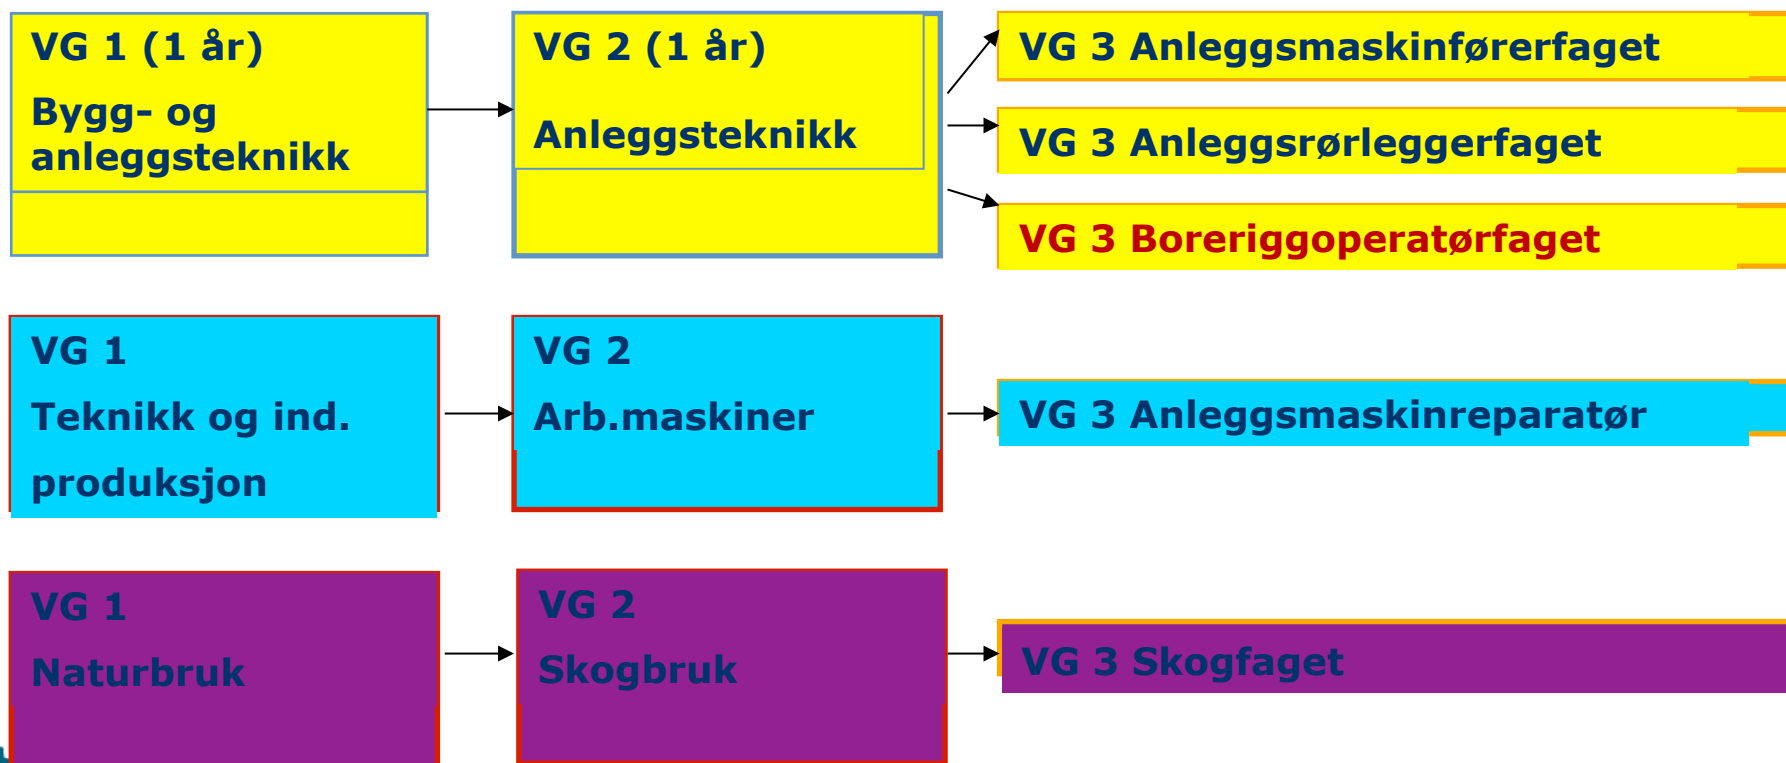 VG 1 (1 år)
Bygg- og
anleggsteknikk
VG 2 (1 år)
Anleggsteknikk
VG 3 Anleggsmaskinførerfaget
VG 3 Anleggsrørleggerfaget
VG 3 Boreriggoperatørfaget
VG 1
Teknikk og ind.
produksjon
VG 2
Arb.maskiner
VG 3 Anleggsmaskinreparatør
VG 1
Naturbruk
VG 2
Skogbruk
VG 3 Skogfaget